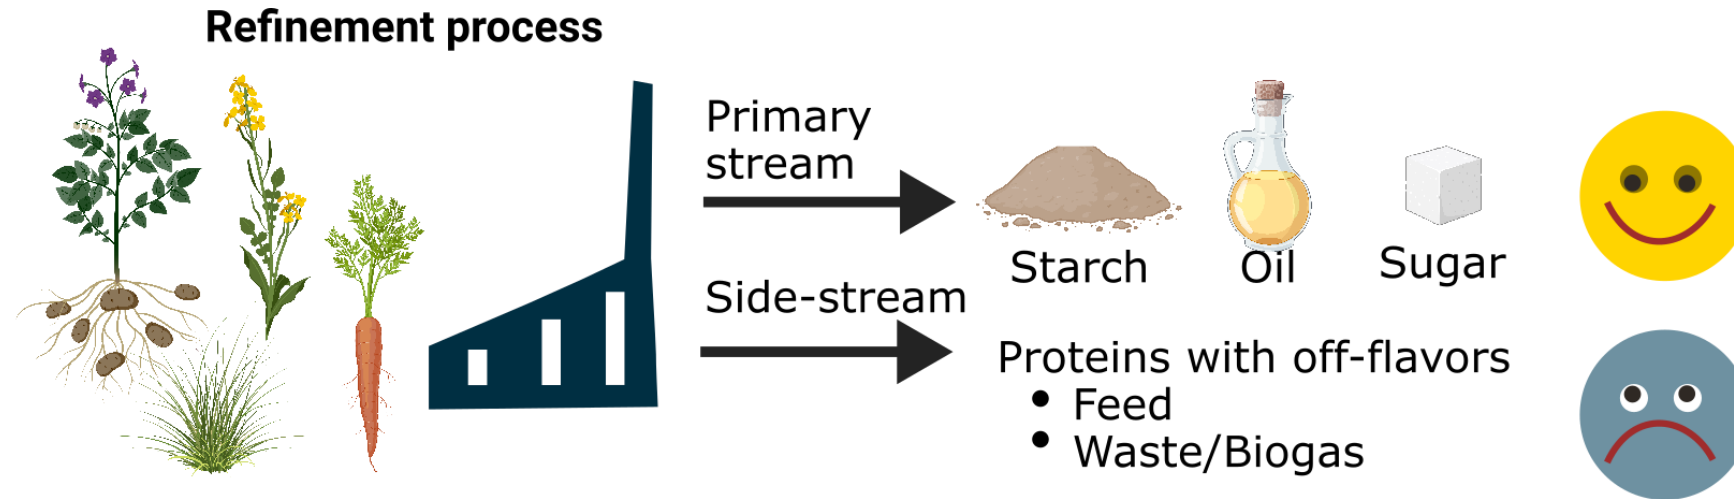 Refinement process
Primary
stream
Starch
Oil
Sugar
Side-stream
Proteins with off-flavors
• Feed
• Waste/Biogas